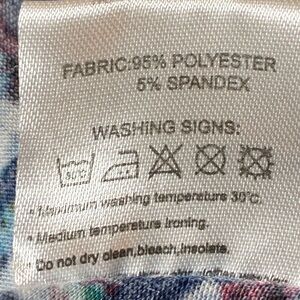 FABRIC:95% POLYESTER
5% SPANDEX
WASHING SIGNS:
30°C
• Maximum washing temperature 30°C.
• Medium temperature ironing.
• Do not dry clean,bleach,insolate.